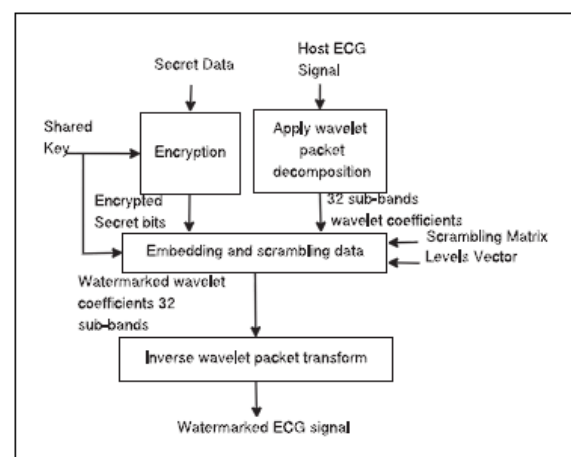 Host ECG
Signal
Secret Data
Shared
Key
Encryption
Apply wavelet
packet
decomposition
Encrypted
Secret bits
32 sub-bands
wavelet coefficients
Embedding and scrambling data
Scrambling Matrix
Levels Vector
Watermarked wavelet
coefficients 32
sub-bands
Inverse wavelet packet transform
Watermarked ECG signal